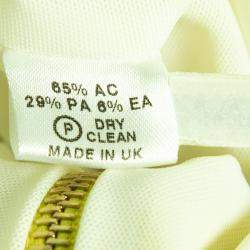 65% AC
29% PA 6% EA
P DRY
CLEAN
MADE IN UK